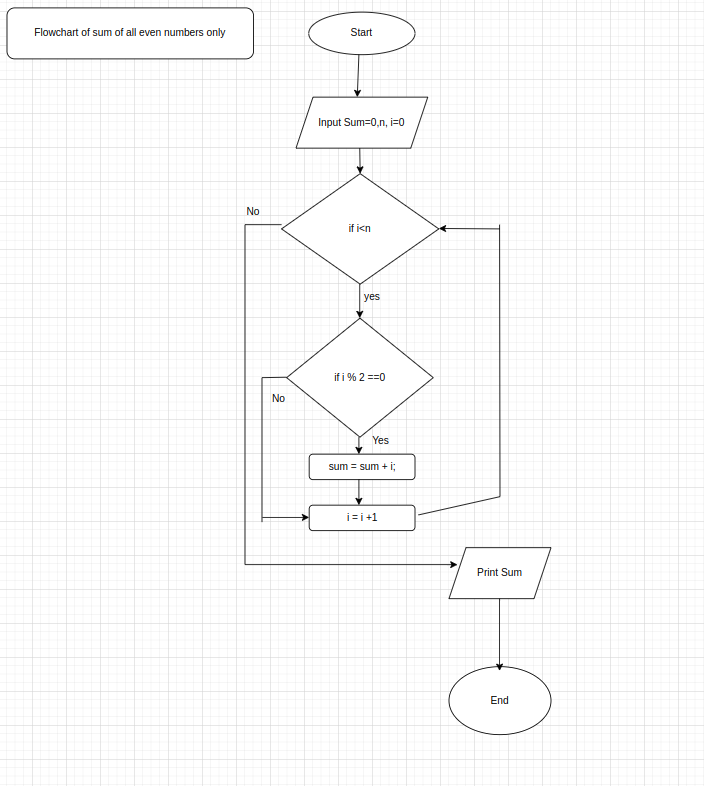 Flowchart of sum of all even numbers only
Start
Input Sum=0,n, i=0
No
if i<n
yes
if i % 2 ==0
No
Yes
sum = sum + i;
i = i +1
Print Sum
End